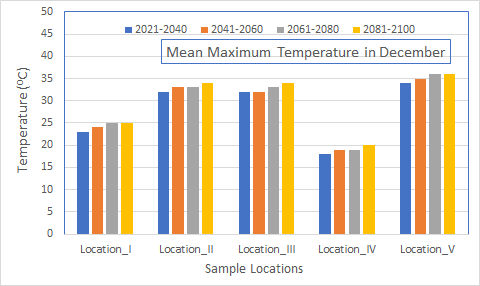 50
2021-2040 2041-2060 2061-2080 2081-2100
45
Mean Maximum Temperature in December
40
35
30
25
20
15
10
5
0
Temperature (⁰C)
Location_I Location_II Location_III Location_IV Location_V
Sample Locations